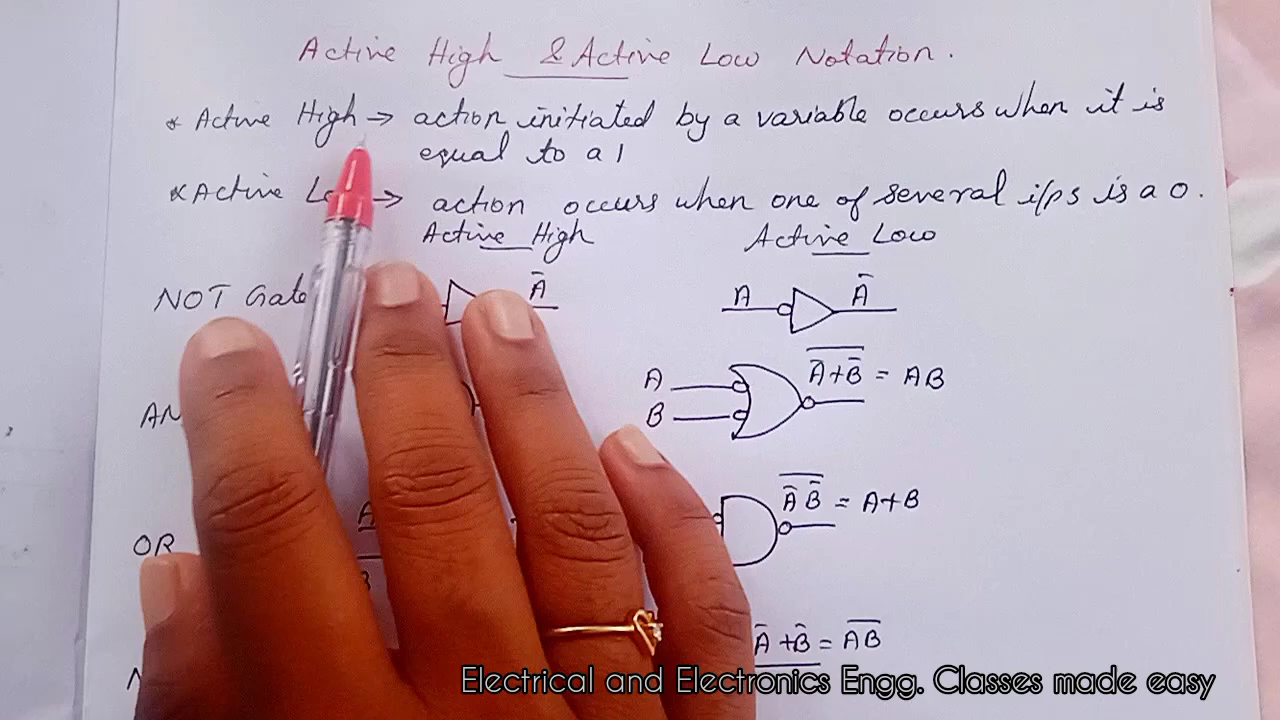 Active High & Active Low Notation.
* Active High → action initiated by a variable occurs when it is
equal to a 1
* Active → action occurs when one of several i/ps is a 0.
Active High Active Low
NOT Gate Ā A Ā
A
B
A̅̅+B̅̅ = AB
OR
A̅̅ B̅̅ = A+B
Ā + B̄ = A̅B̅
Electrical and Electronics Engg. Classes made easy